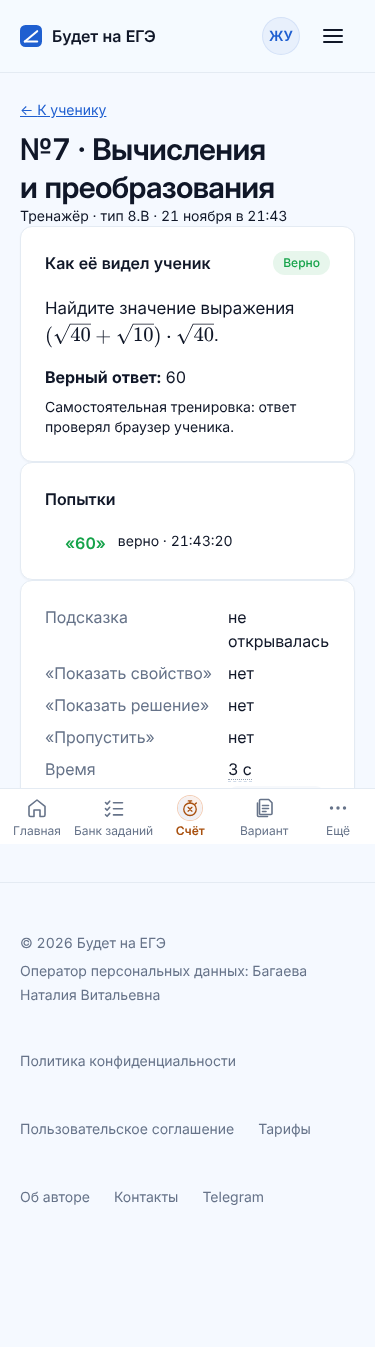 Будет на ЕГЭ
ЖУ
← К ученику
№7 · Вычисления
и преобразования
Тренажёр · тип 8.B · 21 ноября в 21:43
Как её видел ученик
Верно
Найдите значение выражения
(√40 + √10) · √40.
Верный ответ: 60
Самостоятельная тренировка: ответ
проверял браузер ученика.
Попытки
«60» верно · 21:43:20
Подсказка не
открывалась
«Показать свойство» нет
«Показать решение» нет
«Пропустить» нет
Время 3 с
Главная Банк заданий Счёт Вариант Ещё
© 2026 Будет на ЕГЭ
Оператор персональных данных: Багаева
Наталия Витальевна
Политика конфиденциальности
Пользовательское соглашение Тарифы
Об авторе Контакты Telegram